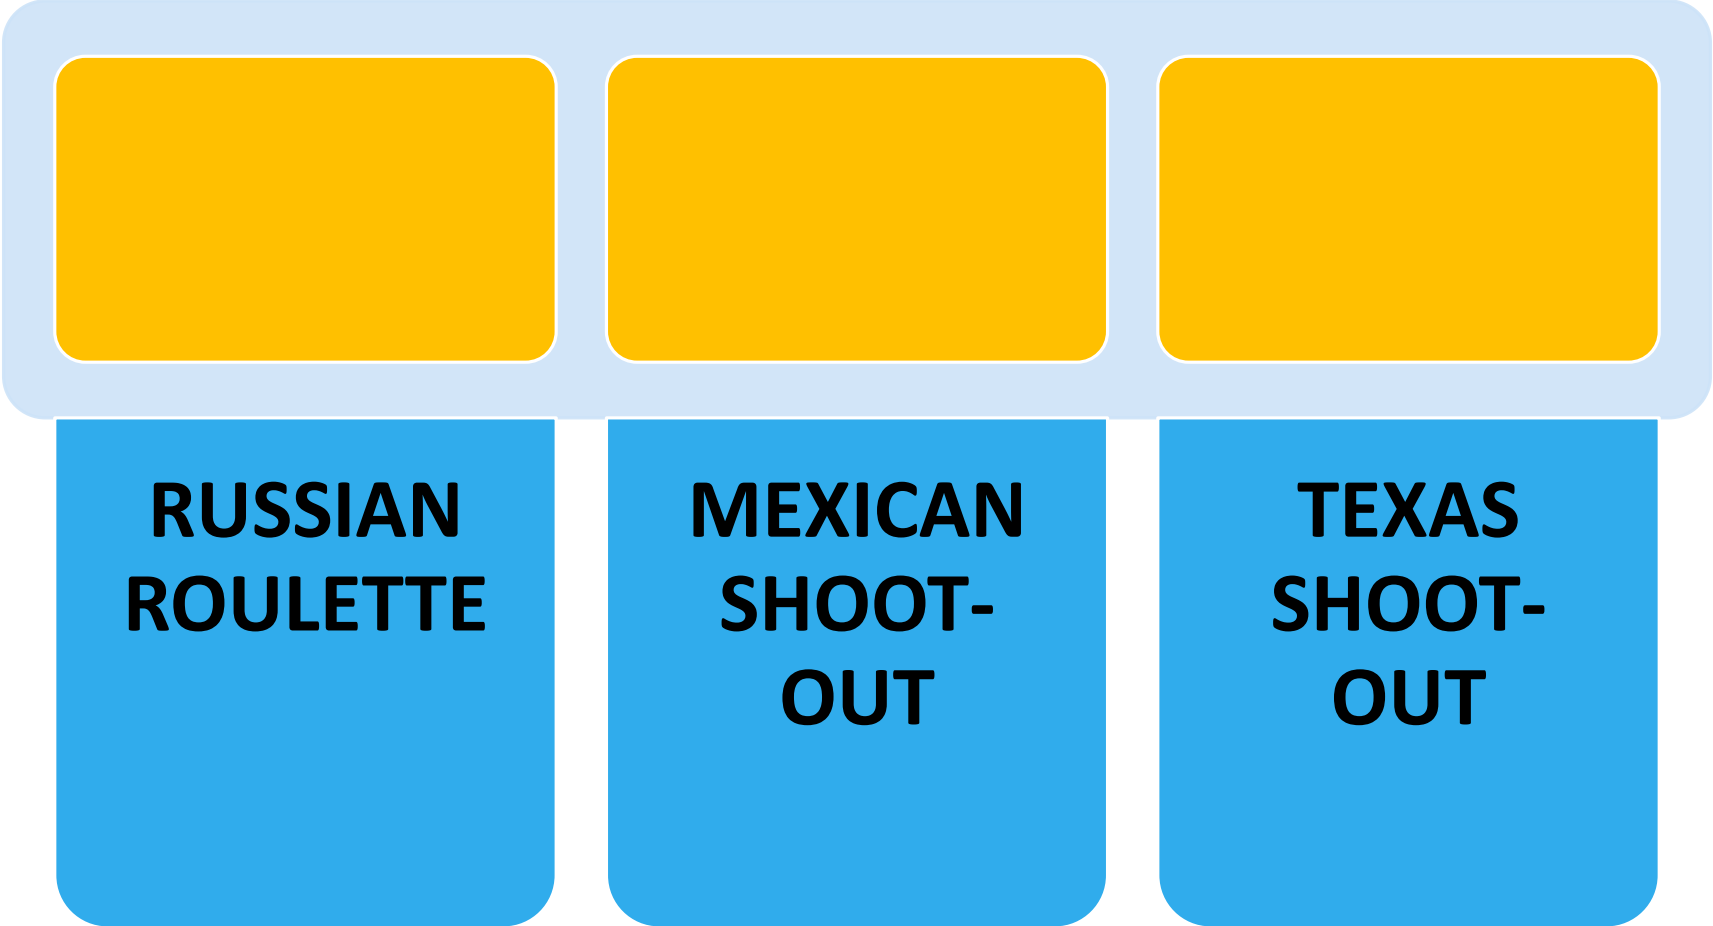 RUSSIAN
ROULETTE
MEXICAN
SHOOT-
OUT
TEXAS
SHOOT-
OUT